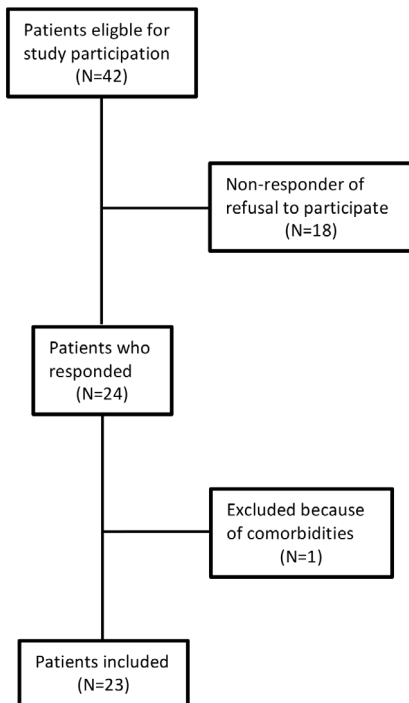 Patients eligble for
study participation
(N=42)
Non-responder of
refusal to participate
(N=18)
Patients who
responded
(N=24)
Excluded because
of comorbidities
(N=1)
Patients included
(N=23)